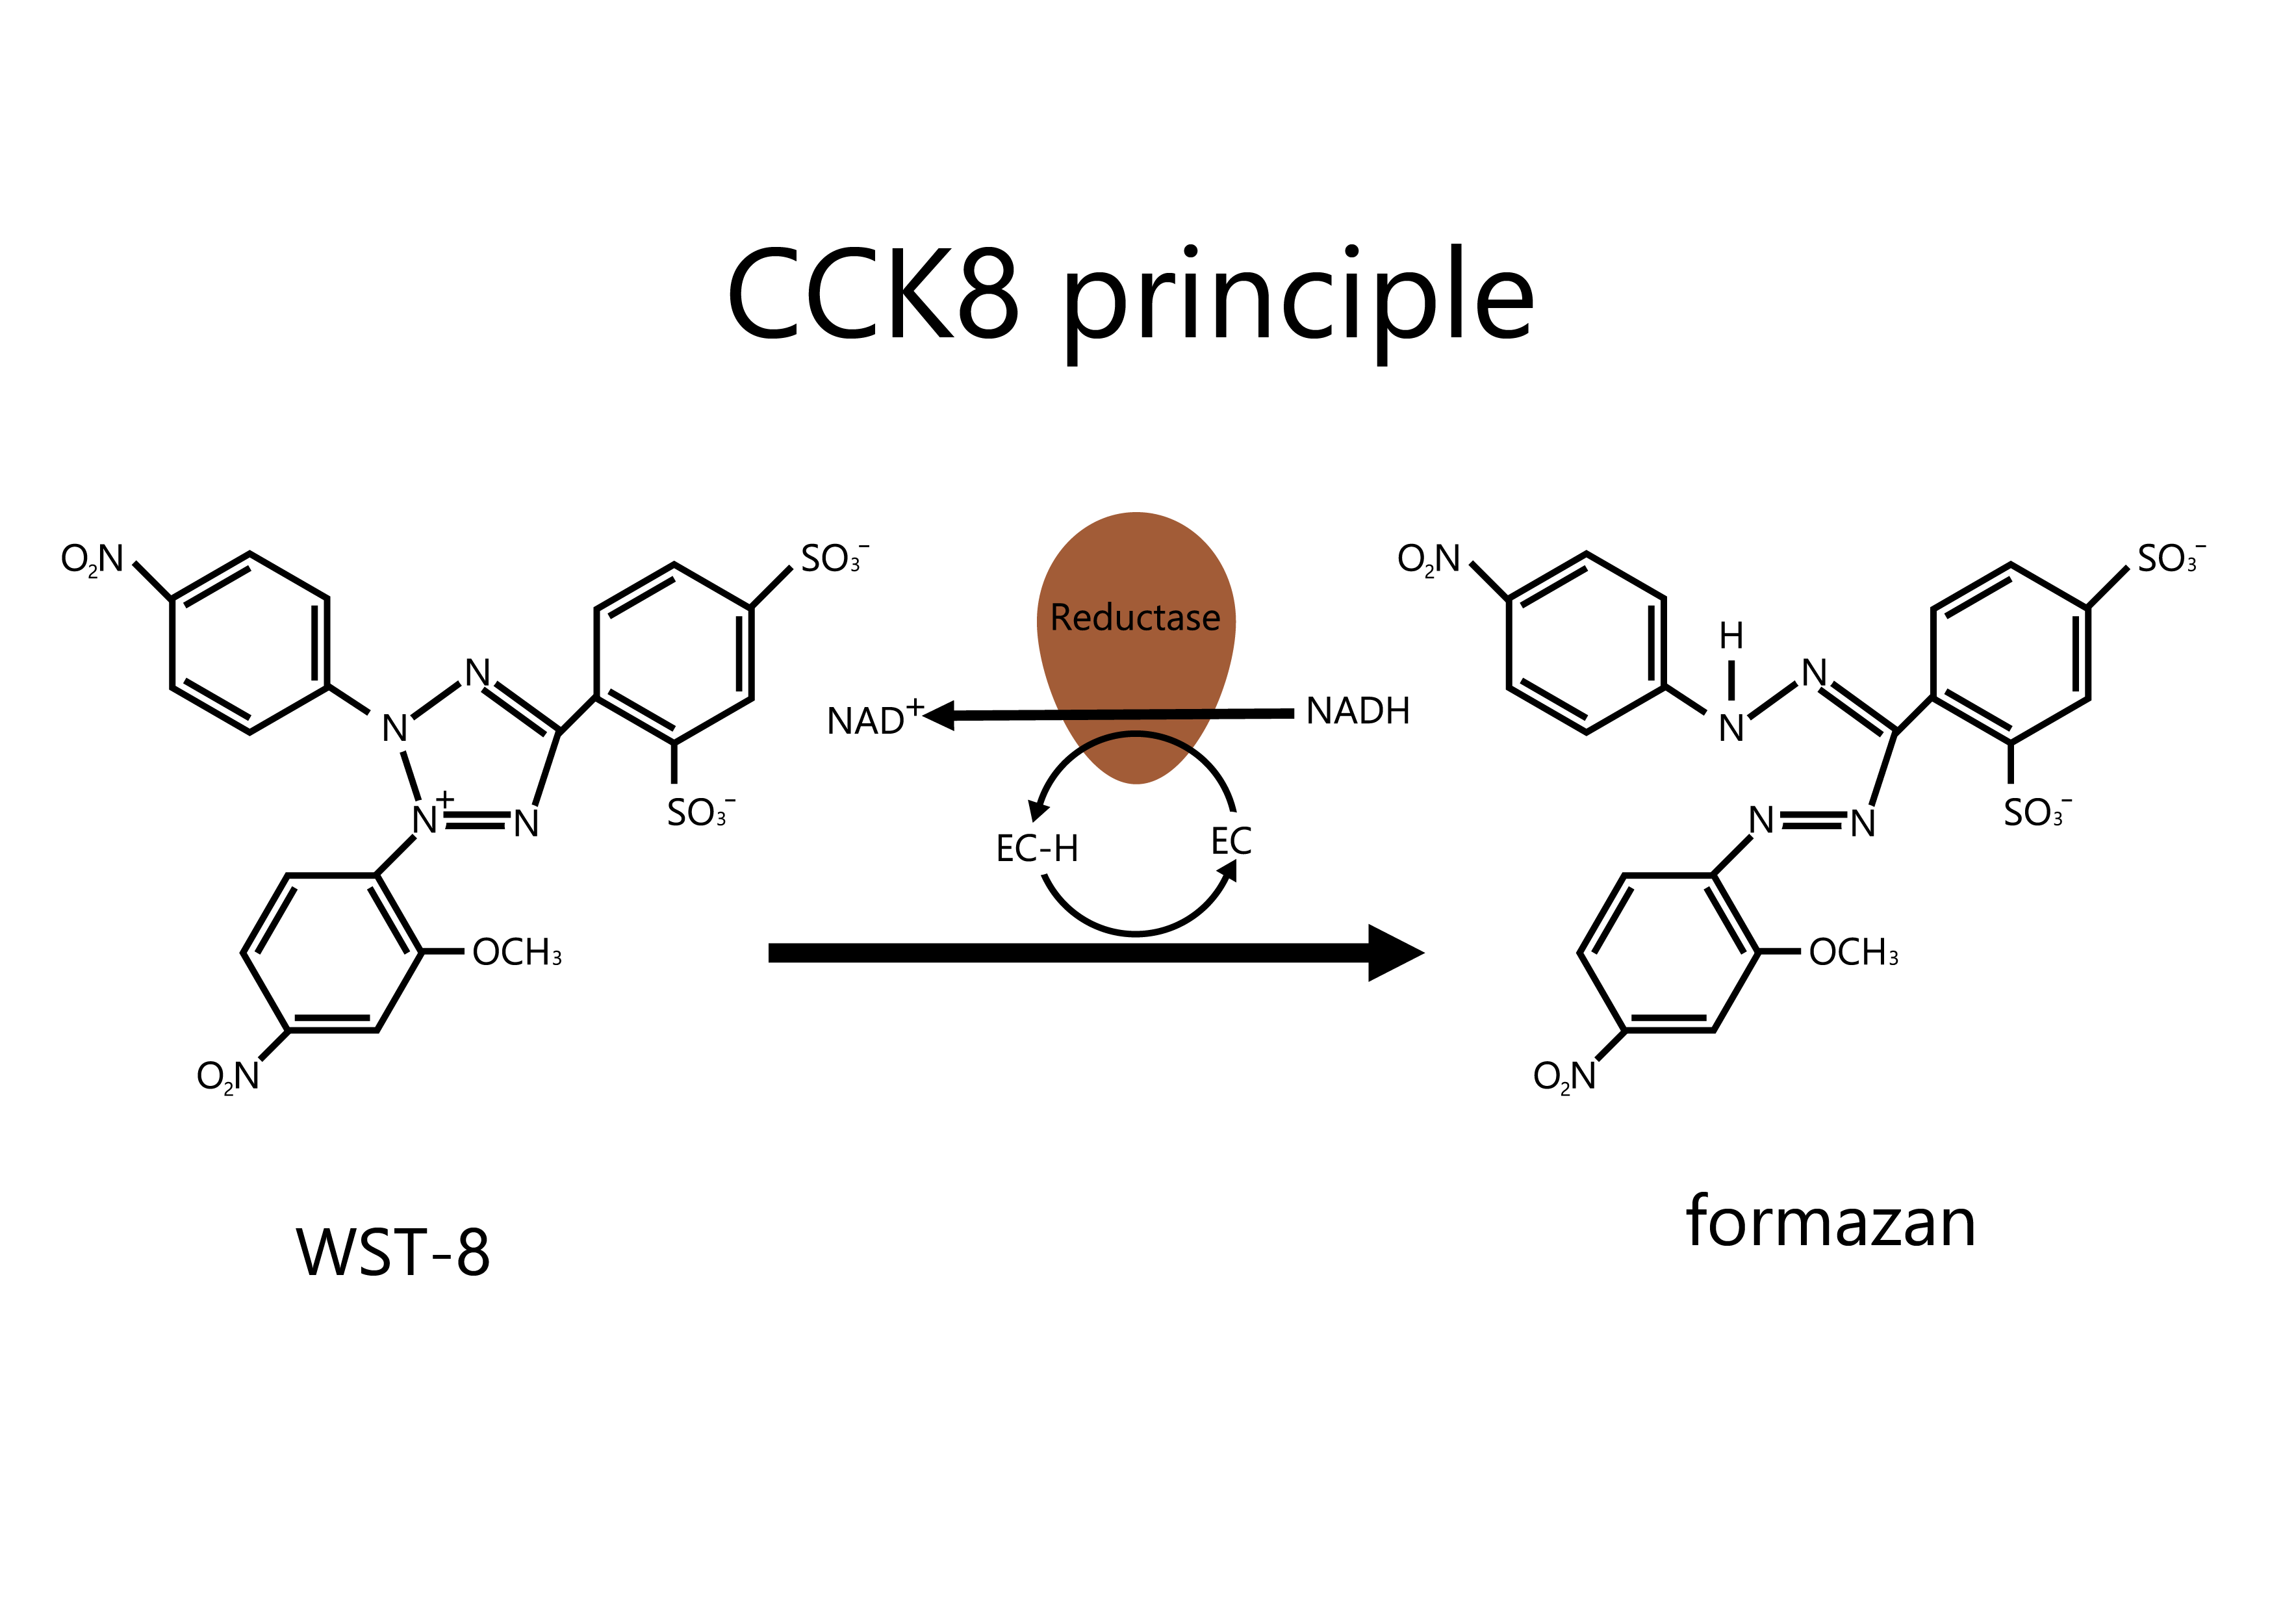 CCK8 principle
O₂N
SO₃⁻
N
N
N⁺
N
SO₃⁻
OCH₃
O₂N
WST-8
Reductase
NAD⁺
NADH
EC-H
EC
O₂N
SO₃⁻
H
N
N
N
N
SO₃⁻
OCH₃
O₂N
formazan